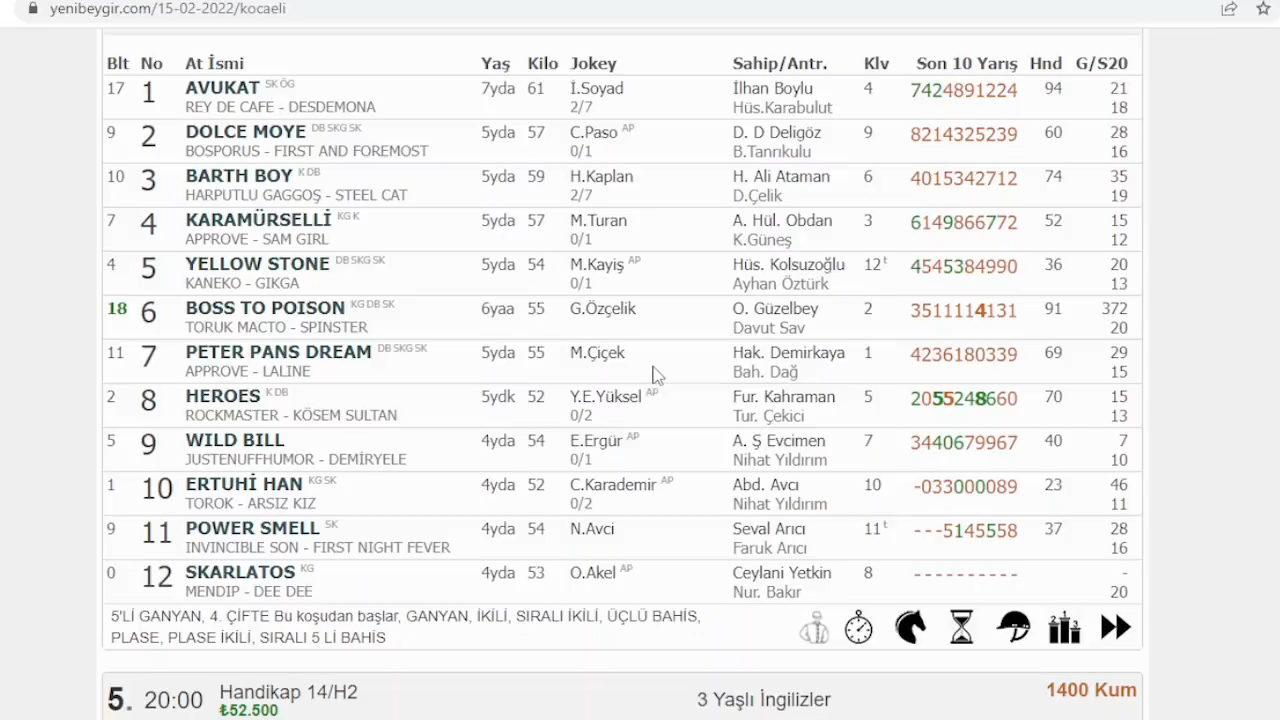 yenibeygir.com/15-02-2022/kocaeli
Blt No At İsmi Yaş Kilo Jokey Sahip/Antr. Klv Son 10 Yarış Hnd G/S20
17 1 AVUKAT SK ÖG 7yda 61 İ.Soyad İlhan Boylu 4 7424891224 94 21
REY DE CAFE - DESDEMONA 2/7 Hüs.Karabulut 18
9 2 DOLCE MOYE DB SKG SK 5yda 57 C.Paso AP D. D Deligöz 9 8214325239 60 28
BOSPORUS - FIRST AND FOREMOST 0/1 B.Tanrıkulu 16
10 3 BARTH BOY K DB 5yda 59 H.Kaplan H. Ali Ataman 6 4015342712 74 35
HARPUTLU GAGGOŞ - STEEL CAT 2/7 D.Çelik 19
7 4 KARAMÜRSELLİ KG K 5yda 57 M.Turan A. Hül. Obdan 3 6149866772 52 15
APPROVE - SAM GIRL 0/1 K.Güneş 12
4 5 YELLOW STONE DB SKG SK 5yda 54 M.Kayiş AP Hüs. Kolsuzoğlu 12t 4545384990 36 20
KANEKO - GIKGA 0/1 Ayhan Öztürk 13
18 6 BOSS TO POISON KG DB SK 6yaa 55 G.Özçelik O. Güzelbey 2 3511114131 91 372
TORUK MACTO - SPINSTER Davut Sav 20
11 7 PETER PANS DREAM DB SKG SK 5yda 55 M.Çiçek Hak. Demirkaya 1 4236180339 69 29
APPROVE - LALINE Bah. Dağ 15
2 8 HEROES K DB 5ydk 52 Y.E.Yüksel AP Fur. Kahraman 5 2055248660 70 15
ROCKMASTER - KÖSEM SULTAN 0/2 Tur. Çekici 13
5 9 WILD BILL 4yda 54 E.Ergür AP A. Ş Evcimen 7 3440679967 40 7
JUSTENUFFHUMOR - DEMİRYELE 0/1 Nihat Yıldırım 10
1 10 ERTUHİ HAN KG SK 4yda 52 C.Karademir AP Abd. Avcı 10 -033000089 23 46
TOROK - ARSIZ KIZ 0/2 Nihat Yıldırım 11
9 11 POWER SMELL SK 4yda 54 N.Avci Seval Arıcı 11t ---5145558 37 28
INVINCIBLE SON - FIRST NIGHT FEVER Faruk Arıcı 16
0 12 SKARLATOS KG 4yda 53 O.Akel AP Ceylani Yetkin 8 ---------- -
MENDIP - DEE DEE Nur. Bakır 20
5'Lİ GANYAN, 4. ÇİFTE Bu koşudan başlar, GANYAN, İKİLİ, SIRALI İKİLİ, ÜÇLÜ BAHİS,
PLASE, PLASE İKİLİ, SIRALI 5 Lİ BAHİS
5. 20:00 Handikap 14/H2 3 Yaşlı İngilizler 1400 Kum
₺52.500